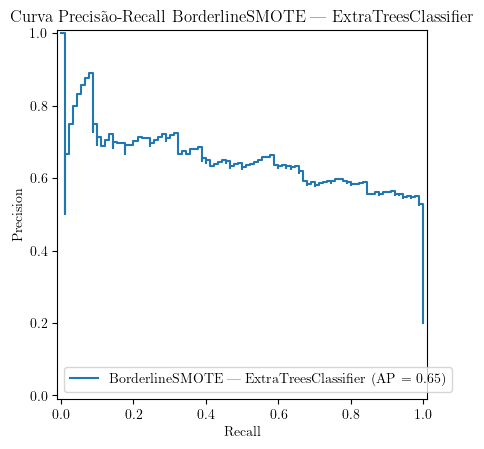 Curva Precisão-Recall BorderlineSMOTE — ExtraTreesClassifier
1.0
0.8
0.6
0.4
0.2
0.0
Precision
BorderlineSMOTE — ExtraTreesClassifier (AP = 0.65)
0.0 0.2 0.4 0.6 0.8 1.0
Recall